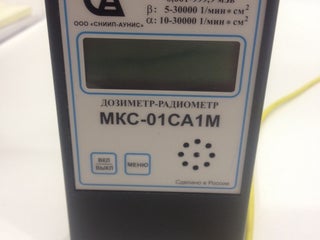 СА
ООО «СНИИП-АУНИС»
β: 5-30000 1/мин∗см²
α: 10-30000 1/мин∗см²
ДОЗИМЕТР-РАДИОМЕТР
МКС-01СА1М
ВКЛ
ВЫКЛ
МЕНЮ
Сделано в России